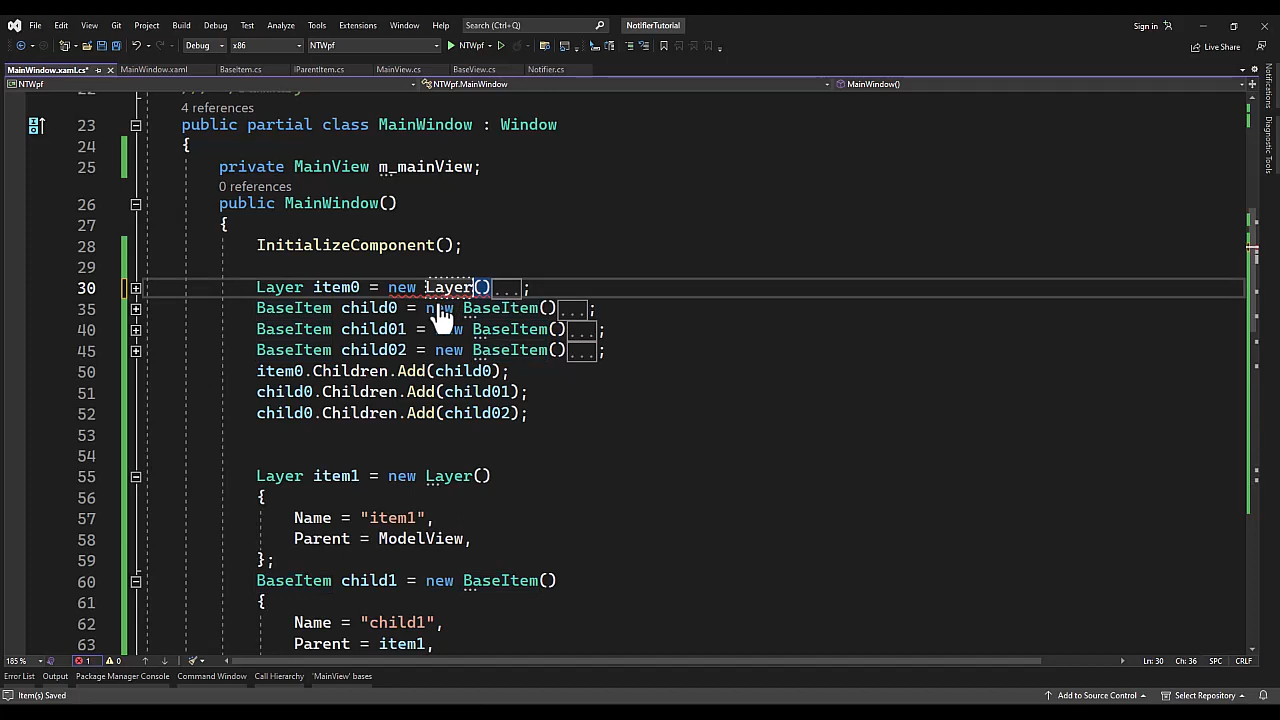 File Edit View Git Project Build Debug Test Analyze Tools Extensions Window Help Search (Ctrl+Q) NotifierTutorial Sign in
Debug x86 NTWpf NTWpf Live Share
MainWindow.xaml.cs* MainWindow.xaml BaseItem.cs IParentItem.cs MainView.cs BaseView.cs Notifier.cs
NTWpf NTWpf.MainWindow MainWindow()
4 references
23 public partial class MainWindow : Window
24 {
25 private MainView m_mainView;
0 references
26 public MainWindow()
27 {
28 InitializeComponent();
29
30 Layer item0 = new Layer()...;
35 BaseItem child0 = new BaseItem()...;
40 BaseItem child01 = new BaseItem()...;
45 BaseItem child02 = new BaseItem()...;
50 item0.Children.Add(child0);
51 child0.Children.Add(child01);
52 child0.Children.Add(child02);
53
54
55 Layer item1 = new Layer()
56 {
57 Name = "item1",
58 Parent = ModelView,
59 };
60 BaseItem child1 = new BaseItem()
61 {
62 Name = "child1",
63 Parent = item1,
185 % 1 0 Ln: 30 Ch: 36 SPC CRLF
Error List Output Package Manager Console Command Window Call Hierarchy 'MainView' bases
Item(s) Saved Add to Source Control Select Repository
Notifications
Diagnostic Tools